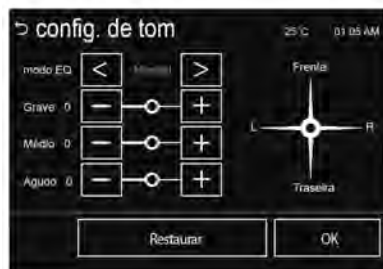 config. de tom
25°C
01:05 AM
modo EQ
Grave 0
Médio 0
Agudo 0
Frente
L
R
Traseira
Restaurar
OK